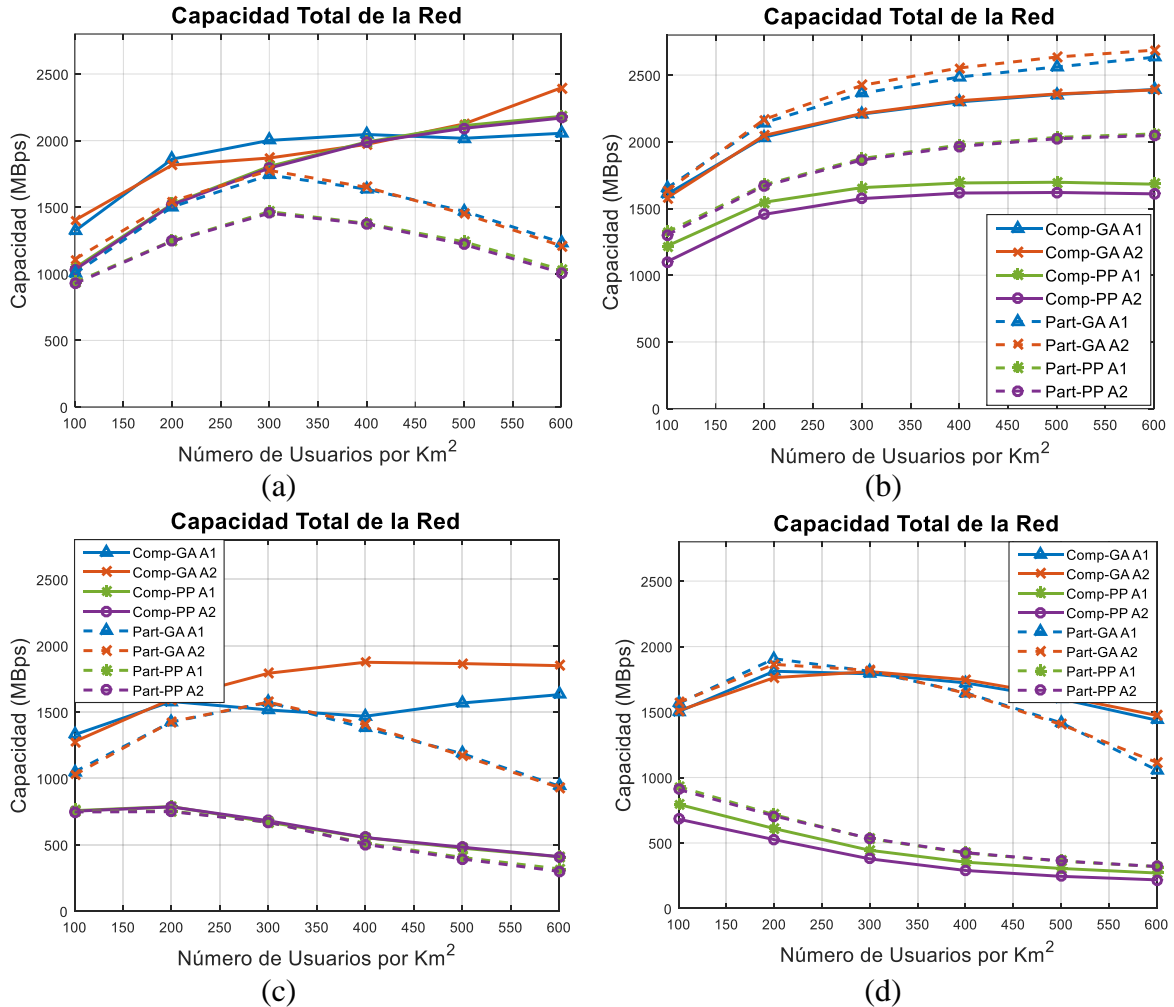 Capacidad Total de la Red
Capacidad (MBps)
2500
2000
1500
1000
500
0
100 150 200 250 300 350 400 450 500 550 600
Número de Usuarios por Km²
(a)
Capacidad Total de la Red
Capacidad (MBps)
2500
2000
1500
1000
500
0
Comp-GA A1
Comp-GA A2
Comp-PP A1
Comp-PP A2
Part-GA A1
Part-GA A2
Part-PP A1
Part-PP A2
100 150 200 250 300 350 400 450 500 550 600
Número de Usuarios por Km²
(b)
Capacidad Total de la Red
Comp-GA A1
Comp-GA A2
Comp-PP A1
Comp-PP A2
Part-GA A1
Part-GA A2
Part-PP A1
Part-PP A2
Capacidad (MBps)
2500
2000
1500
1000
500
0
100 150 200 250 300 350 400 450 500 550 600
Número de Usuarios por Km²
(c)
Capacidad Total de la Red
Comp-GA A1
Comp-GA A2
Comp-PP A1
Comp-PP A2
Part-GA A1
Part-GA A2
Part-PP A1
Part-PP A2
Capacidad (MBps)
2500
2000
1500
1000
500
0
100 150 200 250 300 350 400 450 500 550 600
Número de Usuarios por Km²
(d)